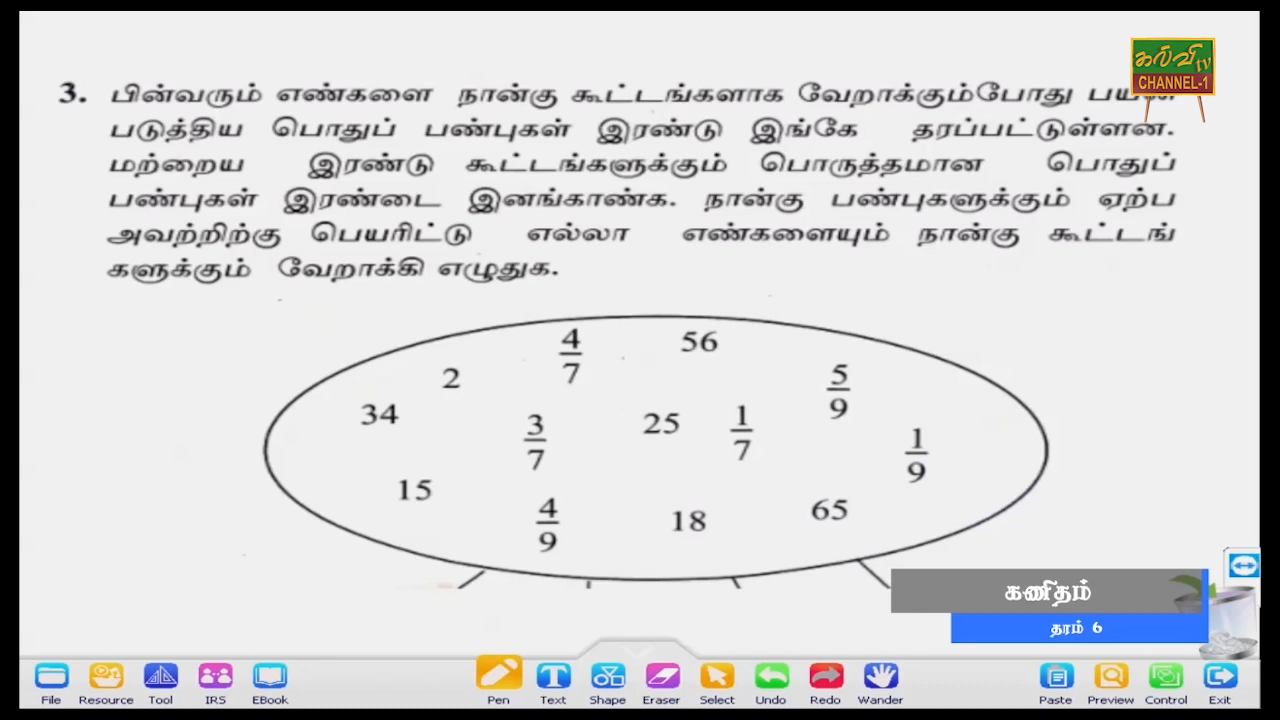 கல்வி TV
CHANNEL-1
3. பின்வரும் எண்களை நான்கு கூட்டங்களாக வேறாக்கும்போது
படுத்திய பொதுப் பண்புகள் இரண்டு இங்கே தரப்பட்டுள்ளன.
மற்றைய இரண்டு கூட்டங்களுக்கும் பொருத்தமான பொதுப்
பண்புகள் இரண்டை இனங்காண்க. நான்கு பண்புகளுக்கும் ஏற்ப
அவற்றிற்கு பெயரிட்டு எல்லா எண்களையும் நான்கு கூட்டங்
களுக்கும் வேறாக்கி எழுதுக.
4/7 56
2 5/9
34 3/7 25 1/7
1/9
15
4/9 18 65
கணிதம்
தரம் 6
File Resource Tool IRS EBook Pen Text Shape Eraser Select Undo Redo Wander Paste Preview Control Exit